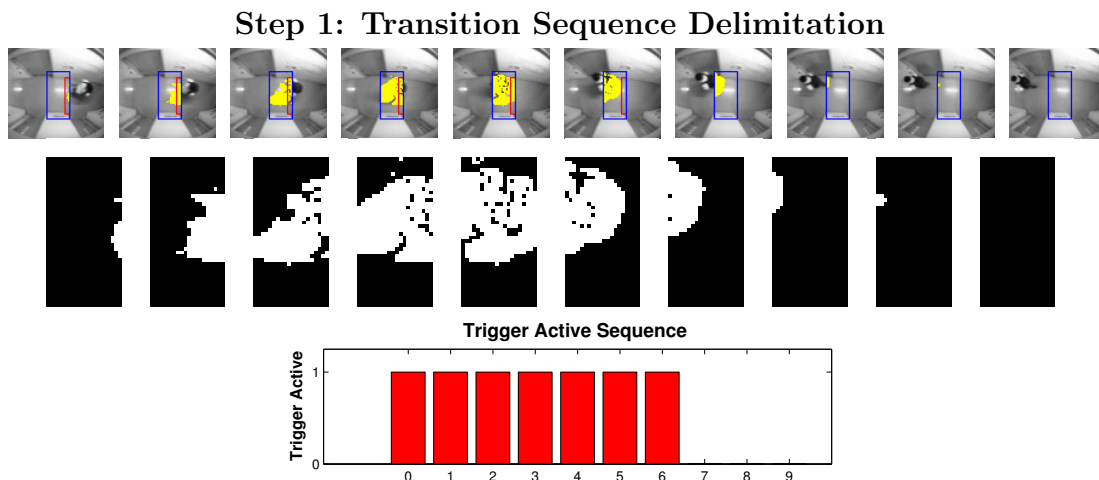 Step 1: Transition Sequence Delimitation
Trigger Active Sequence
Trigger Active
1
0
0 1 2 3 4 5 6 7 8 9